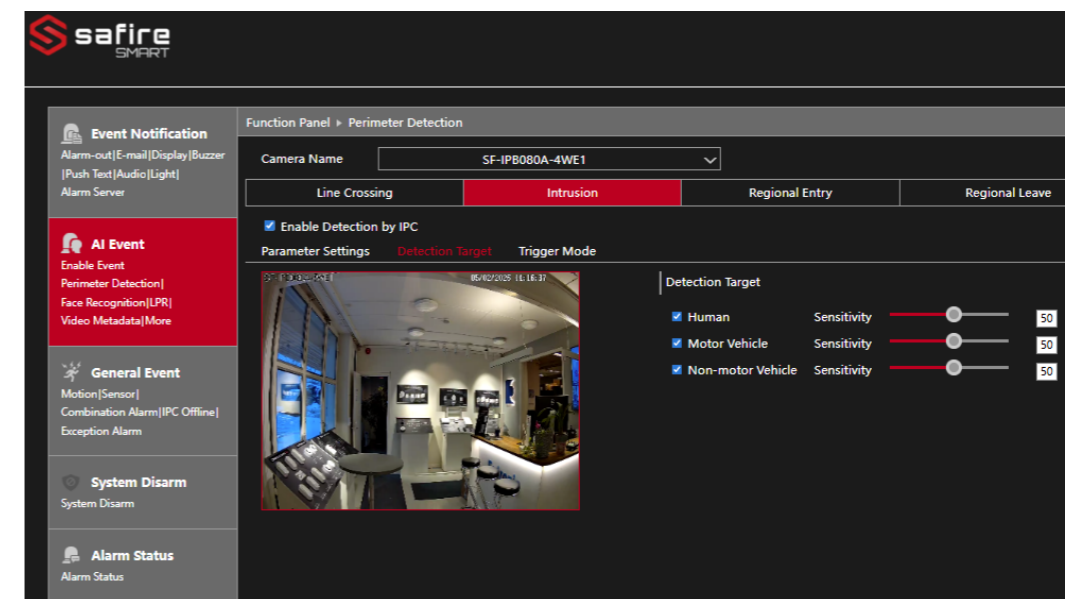 safire
SMART
Event Notification
Alarm-out|E-mail|Display|Buzzer
|Push Text|Audio|Light|
Alarm Server
AI Event
Enable Event
Perimeter Detection|
Face Recognition|LPR|
Video Metadata|More
General Event
Motion|Sensor|
Combination Alarm|IPC Offline|
Exception Alarm
System Disarm
System Disarm
Alarm Status
Alarm Status
Function Panel ▸ Perimeter Detection
Camera Name SF-IPB080A-4WE1
Line Crossing Intrusion Regional Entry Regional Leave
Enable Detection by IPC
Parameter Settings Detection Target Trigger Mode
05/02/2025
Detection Target
Human Sensitivity 50
Motor Vehicle Sensitivity 50
Non-motor Vehicle Sensitivity 50